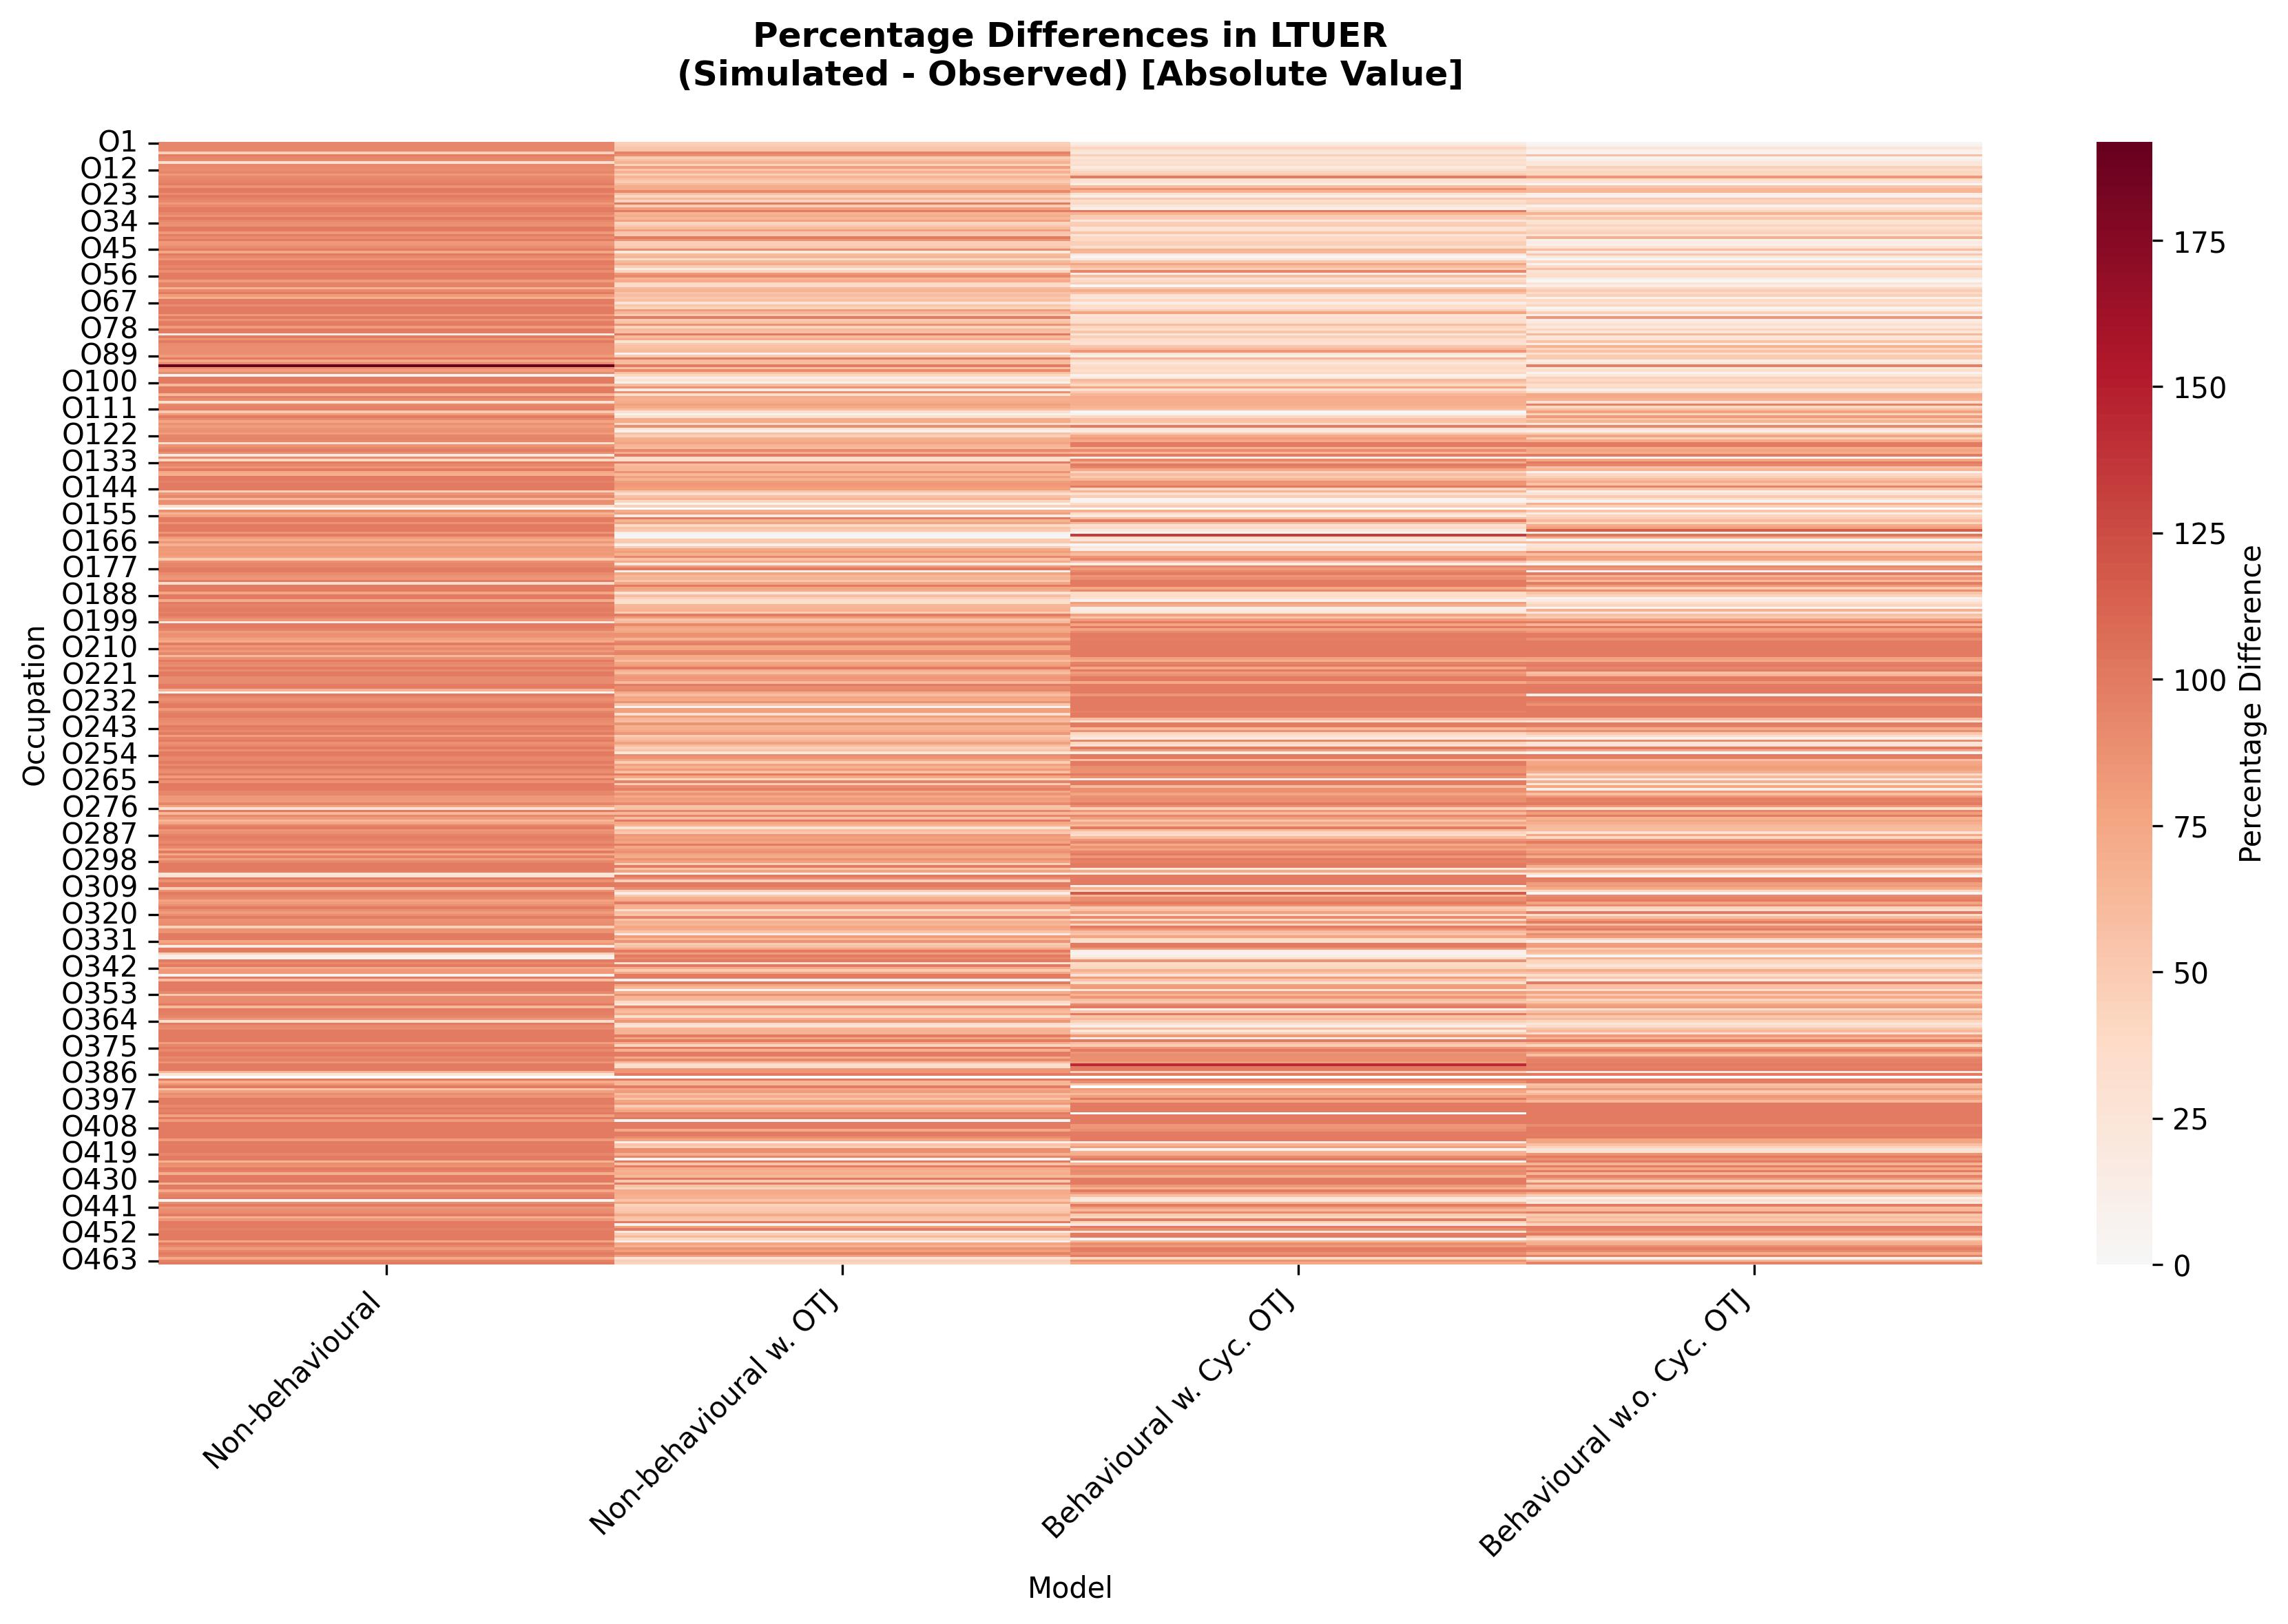 Percentage Differences in LTUER
(Simulated - Observed) [Absolute Value]
Occupation
O1
O12
O23
O34
O45
O56
O67
O78
O89
O100
O111
O122
O133
O144
O155
O166
O177
O188
O199
O210
O221
O232
O243
O254
O265
O276
O287
O298
O309
O320
O331
O342
O353
O364
O375
O386
O397
O408
O419
O430
O441
O452
O463
Non-behavioural
Non-behavioural w. OTJ
Behavioural w. Cyc. OTJ
Behavioural w.o. Cyc. OTJ
Model
175
150
125
100
75
50
25
0
Percentage Difference